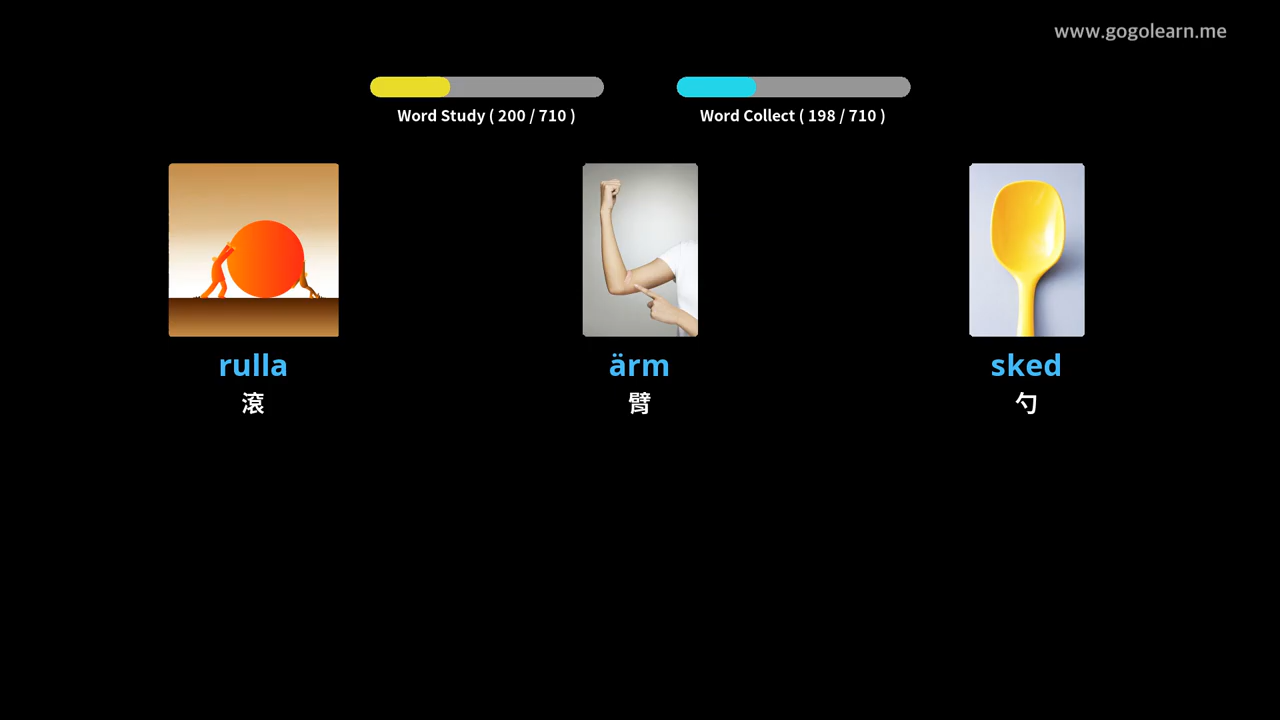 www.gogolearn.me
Word Study ( 200 / 710 )
Word Collect ( 198 / 710 )
rulla
滾
ärm
臂
sked
勺